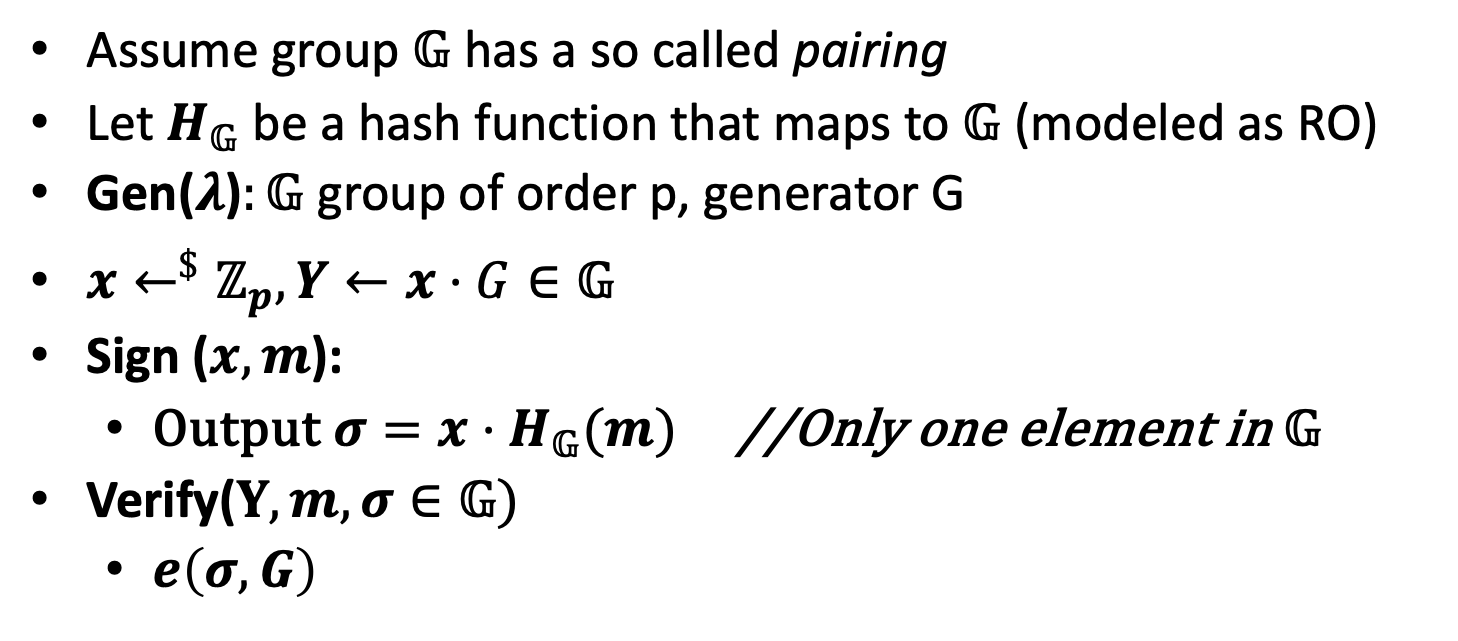 • Assume group 𝔾 has a so called pairing
• Let H_𝔾 be a hash function that maps to 𝔾 (modeled as RO)
• Gen(λ): 𝔾 group of order p, generator G
• x ←$ ℤ_p, Y ← x · G ∈ 𝔾
• Sign (x, m):
• Output σ = x · H_𝔾(m) //Only one element in 𝔾
• Verify(Y, m, σ ∈ 𝔾)
• e(σ, G)